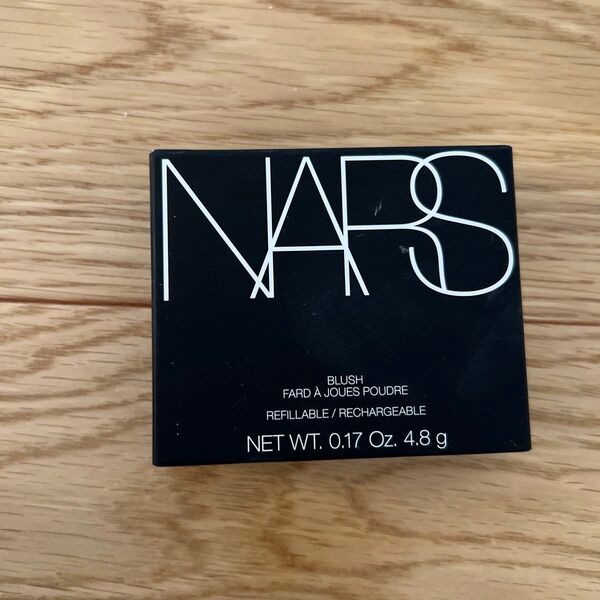 NARS
BLUSH
FARD À JOUES POUDRE
REFILLABLE / RECHARGEABLE
NET WT. 0.17 Oz. 4.8 g